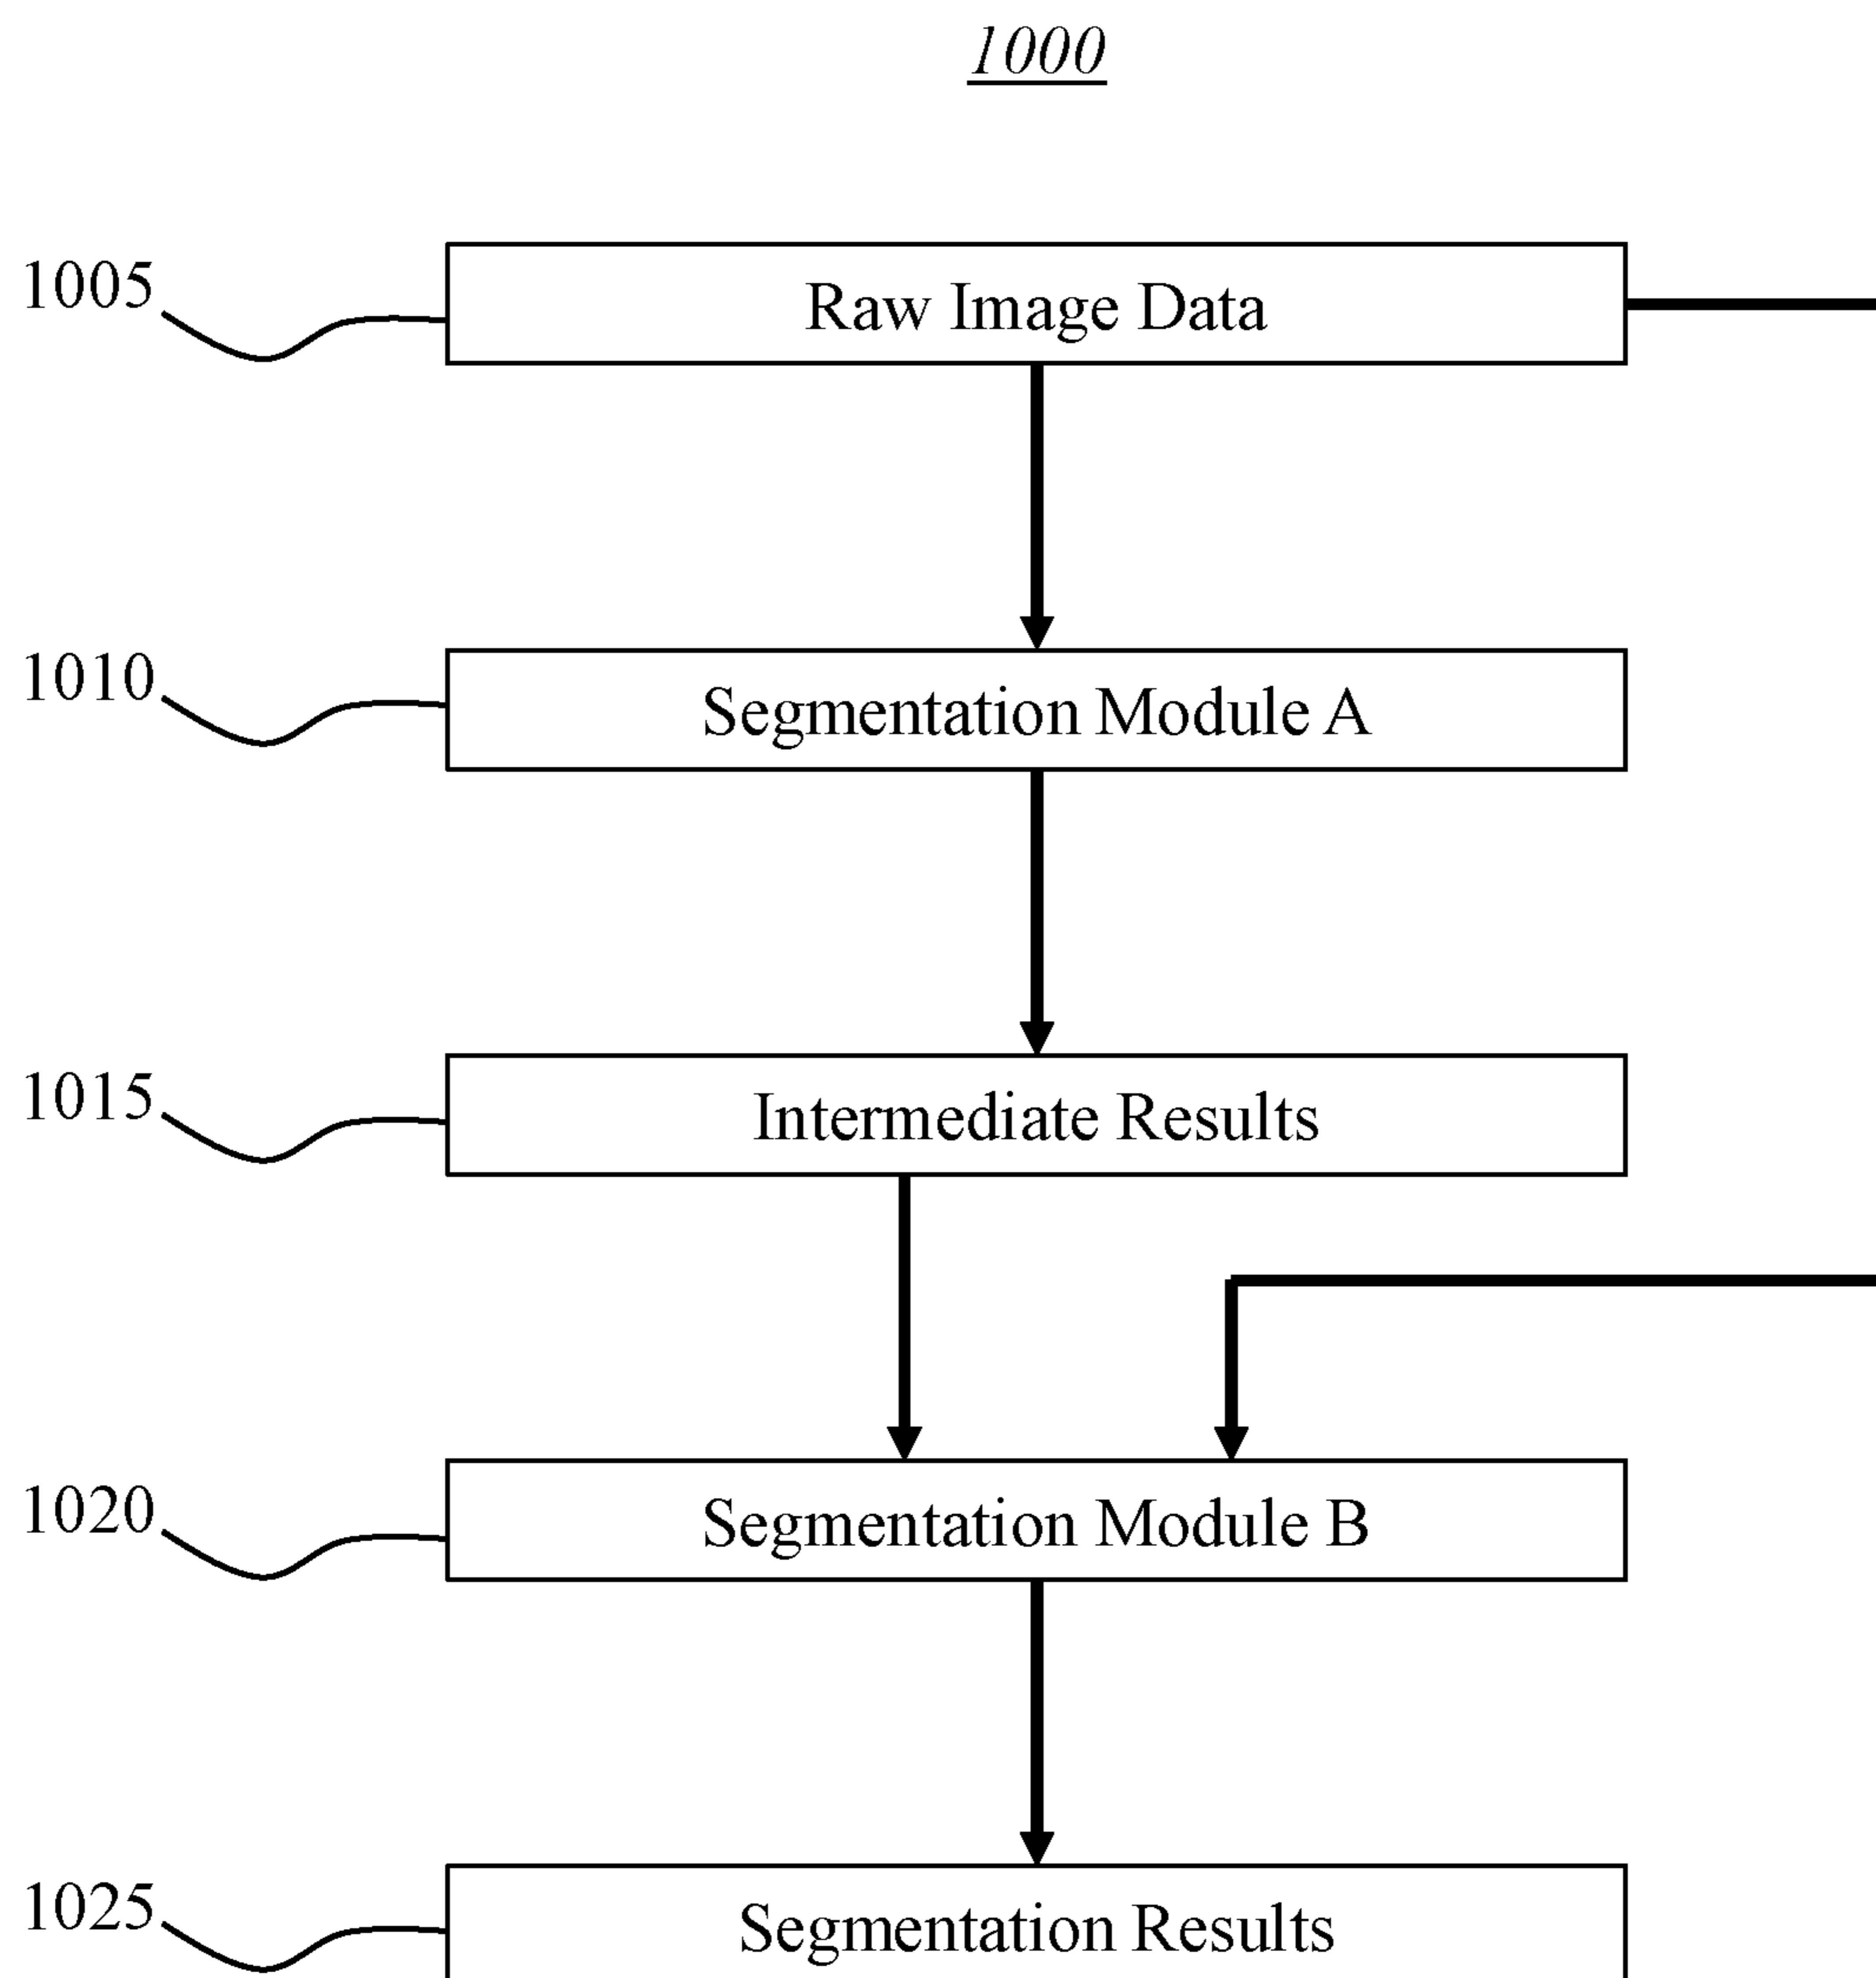 1000
1005
Raw Image Data
1010
Segmentation Module A
1015
Intermediate Results
1020
Segmentation Module B
1025
Segmentation Results